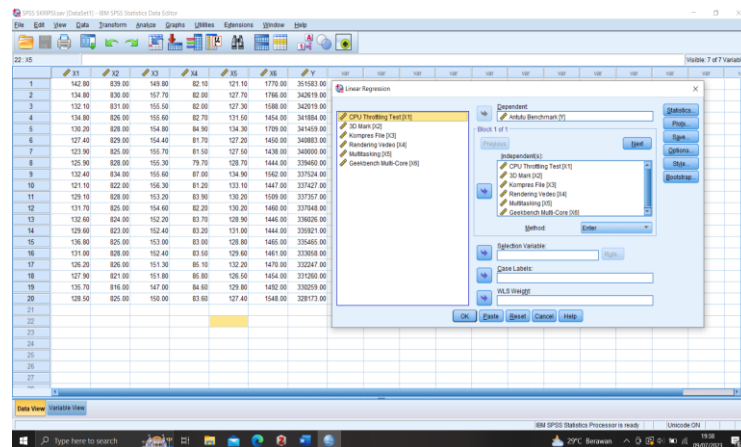 SPSS SKRIPSI.sav [DataSet1] - IBM SPSS Statistics Data Editor
File Edit View Data Transform Analyze Graphs Utilities Extensions Window Help
22 : X5
Visible: 7 of 7 Variabl
X1 X2 X3 X4 X5 X6 Y var var var var var var var var
1 142.80 839.00 149.80 82.10 121.10 1770.00 351583.00
2 134.80 830.00 157.70 82.00 127.70 1766.00 342619.00
3 132.10 831.00 155.50 82.00 127.30 1588.00 342019.00
4 134.80 826.00 155.60 82.70 131.50 1454.00 341884.00
5 130.20 828.00 154.80 84.90 134.30 1709.00 341459.00
6 127.40 829.00 154.40 81.70 127.20 1450.00 340883.00
7 123.90 825.00 155.70 81.50 127.50 1438.00 340000.00
8 125.90 828.00 155.30 79.70 128.70 1444.00 339460.00
9 132.40 834.00 155.60 87.00 134.90 1562.00 337524.00
10 121.10 822.00 156.30 81.20 133.10 1447.00 337427.00
11 129.10 828.00 153.20 83.90 130.20 1509.00 337357.00
12 131.70 825.00 154.60 82.20 130.20 1460.00 337048.00
13 132.60 824.00 152.20 83.70 128.90 1446.00 336026.00
14 129.60 823.00 152.40 83.20 131.00 1444.00 335921.00
15 136.80 825.00 153.00 83.00 128.80 1465.00 335465.00
16 131.00 828.00 152.40 83.50 129.60 1461.00 333058.00
17 126.20 826.00 151.30 85.10 132.20 1470.00 332247.00
18 127.90 821.00 151.80 85.80 126.50 1454.00 331260.00
19 135.70 816.00 147.00 84.60 129.80 1492.00 330259.00
20 128.50 825.00 150.00 83.60 127.40 1548.00 328173.00
21
22
23
24
25
26
27
Linear Regression
CPU Throttling Test [X1]
3D Mark [X2]
Kompres File [X3]
Rendering Vedeo [X4]
Multitasking [X5]
Geekbench Multi-Core [X6]
Dependent:
Antutu Benchmark [Y]
Block 1 of 1
Previous
Next
Independent(s):
CPU Throttling Test [X1]
3D Mark [X2]
Kompres File [X3]
Rendering Vedeo [X4]
Multitasking [X5]
Geekbench Multi-Core [X6]
Method: Enter
Selection Variable:
Rule...
Case Labels:
WLS Weight:
Statistics...
Plots...
Save...
Options...
Style...
Bootstrap...
OK Paste Reset Cancel Help
Data View Variable View
IBM SPSS Statistics Processor is ready Unicode:ON
Type here to search
29°C Berawan
19:38
09/02/2023